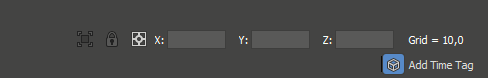 X: Y: Z: Grid = 10,0
Add Time Tag